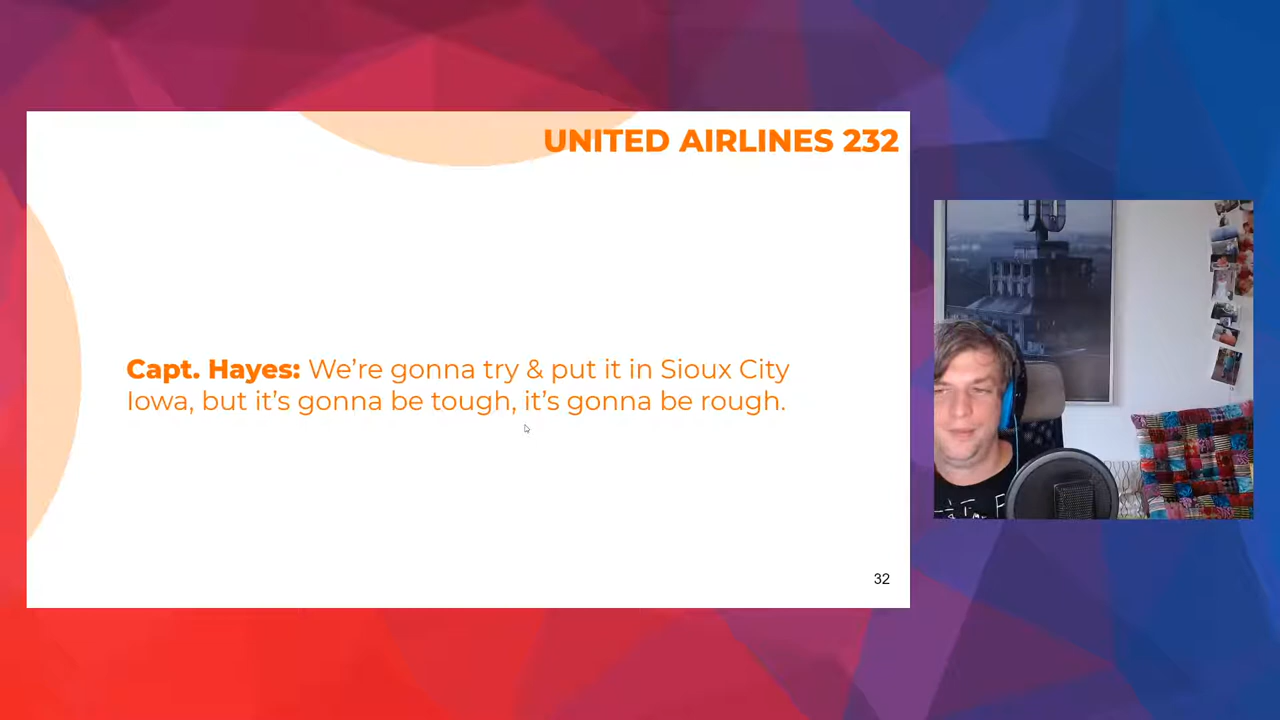 UNITED AIRLINES 232
Capt. Hayes: We're gonna try & put it in Sioux City
Iowa, but it's gonna be tough, it's gonna be rough.
32